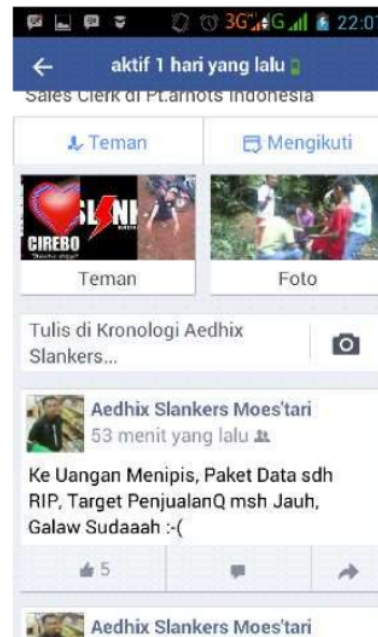 3G G 22:01
aktif 1 hari yang lalu
Sales Clerk di Pt.arnots Indonesia
Teman Mengikuti
CIREBO
SLANK
Teman Foto
Tulis di Kronologi Aedhix
Slankers...
Aedhix Slankers Moes'tari
53 menit yang lalu
Ke Uangan Menipis, Paket Data sdh
RIP, Target PenjualanQ msh Jauh,
Galaw Sudaaah :-(
5
Aedhix Slankers Moes'tari